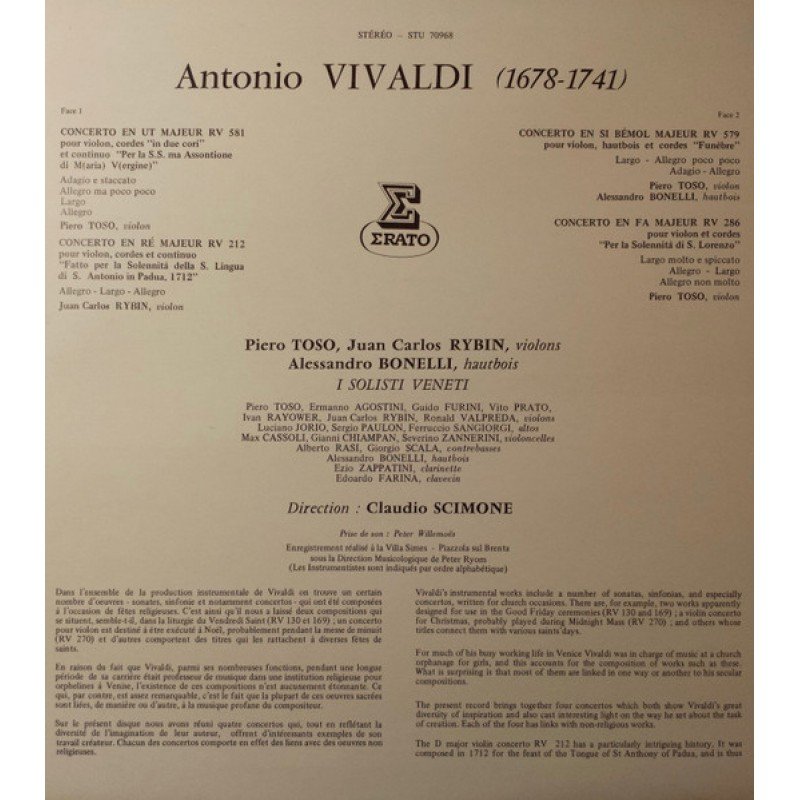 STÉRÉO – STU 70968
Antonio VIVALDI (1678-1741)
Face 1
CONCERTO EN UT MAJEUR RV 581
pour violon, cordes "in due cori"
et continuo "Per la S.S. ma Assontione
di M(aria) V(ergine)"
Adagio e staccato
Allegro ma poco poco
Largo
Allegro
Piero TOSO, violon
CONCERTO EN RÉ MAJEUR RV 212
pour violon, cordes et continuo
"Fatto per la Solennitá della S. Lingua
di S. Antonio in Padua, 1712"
Allegro - Largo - Allegro
Juan Carlos RYBIN, violon
Face 2
CONCERTO EN SI BÉMOL MAJEUR RV 579
pour violon, hautbois et cordes "Funébre"
Largo - Allegro poco poco
Adagio - Allegro
Piero TOSO, violon
Alessandro BONELLI, hautbois
CONCERTO EN FA MAJEUR RV 286
pour violon et cordes
"Per la Solennitá di S. Lorenzo"
Largo molto e spiccato
Allegro - Largo
Allegro non molto
Piero TOSO, violon
ERATO
Piero TOSO, Juan Carlos RYBIN, violons
Alessandro BONELLI, hautbois
I SOLISTI VENETI
Piero TOSO, Ermanno AGOSTINI, Guido FURINI, Vito PRATO,
Ivan RAYOWER, Juan Carlos RYBIN, Ronald VALPREDA, violons
Luciano JORIO, Sergio PAULON, Ferruccio SANGIORGI, altos
Max CASSOLI, Gianni CHIAMPAN, Severino ZANNERINI, violoncelles
Alberto RASI, Giorgio SCALA, contrebasses
Alessandro BONELLI, hautbois
Ezio ZAPPATINI, clarinette
Edoardo FARINA, clavecin
Direction : Claudio SCIMONE
Prise de son : Peter Willemoës
Enregistrement réalisé à la Villa Simes - Piazzola sul Brenta
sous la Direction Musicologique de Peter Ryom
(Les Instrumentistes sont indiqués par ordre alphabétique)
Dans l'ensemble de la production instrumentale de Vivaldi on trouve un certain
nombre d'oeuvres - sonates, sinfonie et notamment concertos - qui ont été composées
à l'occasion de fêtes religieuses. C'est ainsi qu'il nous a laissé deux compositions qui
se situent, semble-t-il, dans la liturgie du Vendredi Saint (RV 130 et 169) ; un concerto
pour violon est destiné à être exécuté à Noël, probablement pendant la messe de minuit
(RV 270) et d'autres comportent des titres qui les rattachent à diverses fêtes de
saints.
En raison du fait que Vivaldi, parmi ses nombreuses fonctions, pendant une longue
période de sa carrière était professeur de musique dans une institution religieuse pour
orphelines à Venise, l'existence de ces compositions n'est aucunement étonnante. Ce
qui, par contre, est assez remarquable, c'est le fait que la plupart de ces oeuvres sacrées
sont liées, de manière ou d'autre, à la musique profane du compositeur.
Sur le présent disque nous avons réuni quatre concertos qui, tout en reflétant la
diversité de l'imagination de leur auteur, offrent d'intéressants exemples de son
travail créateur. Chacun des concertos comporte en effet des liens avec des oeuvres non
religieuses.
Vivaldi's instrumental works include a number of sonatas, sinfonias, and especially
concertos, written for church occasions. There are, for example, two works apparently
designed for use in the Good Friday ceremonies (RV 130 and 169) ; a violin concerto
for Christmas, probably played during Midnight Mass (RV 270) ; and others whose
titles connect them with various saints'days.
For much of his busy working life in Venice Vivaldi was in charge of music at a church
orphanage for girls, and this accounts for the composition of works such as these.
What is surprising is that most of them are linked in one way or another to his secular
compositions.
The present record brings together four concertos which both show Vivaldi's great
diversity of inspiration and also cast interesting light on the way he set about the task
of creation. Each of the four has links with non-religious works.
The D major violin concerto RV 212 has a particularly intriguing history. It was
composed in 1712 for the feast of the Tongue of St Anthony of Padua, and is thus